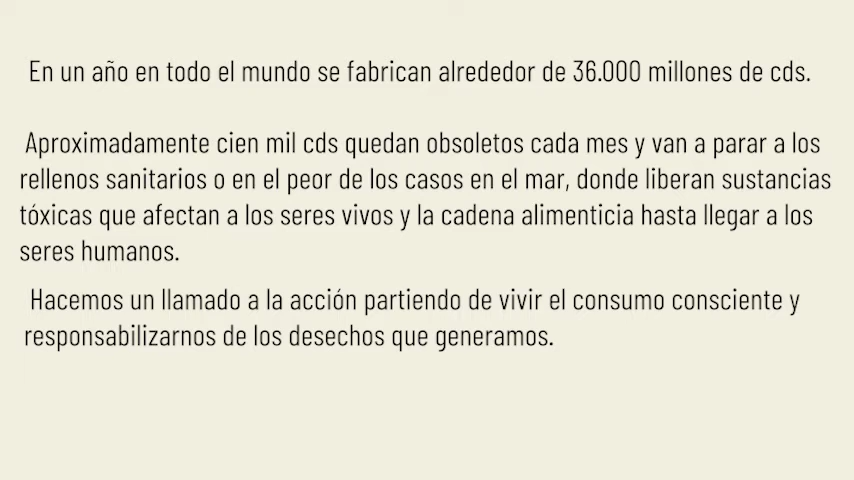 En un año en todo el mundo se fabrican alrededor de 36.000 millones de cds.
Aproximadamente cien mil cds quedan obsoletos cada mes y van a parar a los
rellenos sanitarios o en el peor de los casos en el mar, donde liberan sustancias
tóxicas que afectan a los seres vivos y la cadena alimenticia hasta llegar a los
seres humanos.
Hacemos un llamado a la acción partiendo de vivir el consumo consciente y
responsabilizarnos de los desechos que generamos.